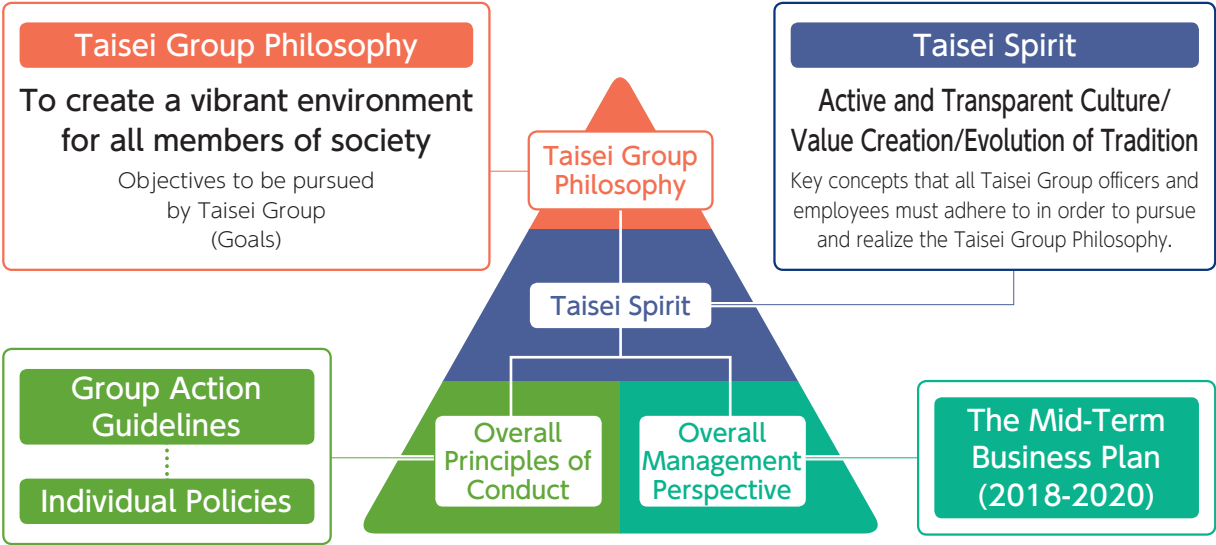 Taisei Group Philosophy
To create a vibrant environment
for all members of society
Objectives to be pursued
by Taisei Group
(Goals)
Taisei Spirit
Active and Transparent Culture/
Value Creation/Evolution of Tradition
Key concepts that all Taisei Group officers and
employees must adhere to in order to pursue
and realize the Taisei Group Philosophy.
Taisei Group
Philosophy
Taisei Spirit
Group Action
Guidelines
Individual Policies
Overall
Principles of
Conduct
Overall
Management
Perspective
The Mid-Term
Business Plan
(2018-2020)